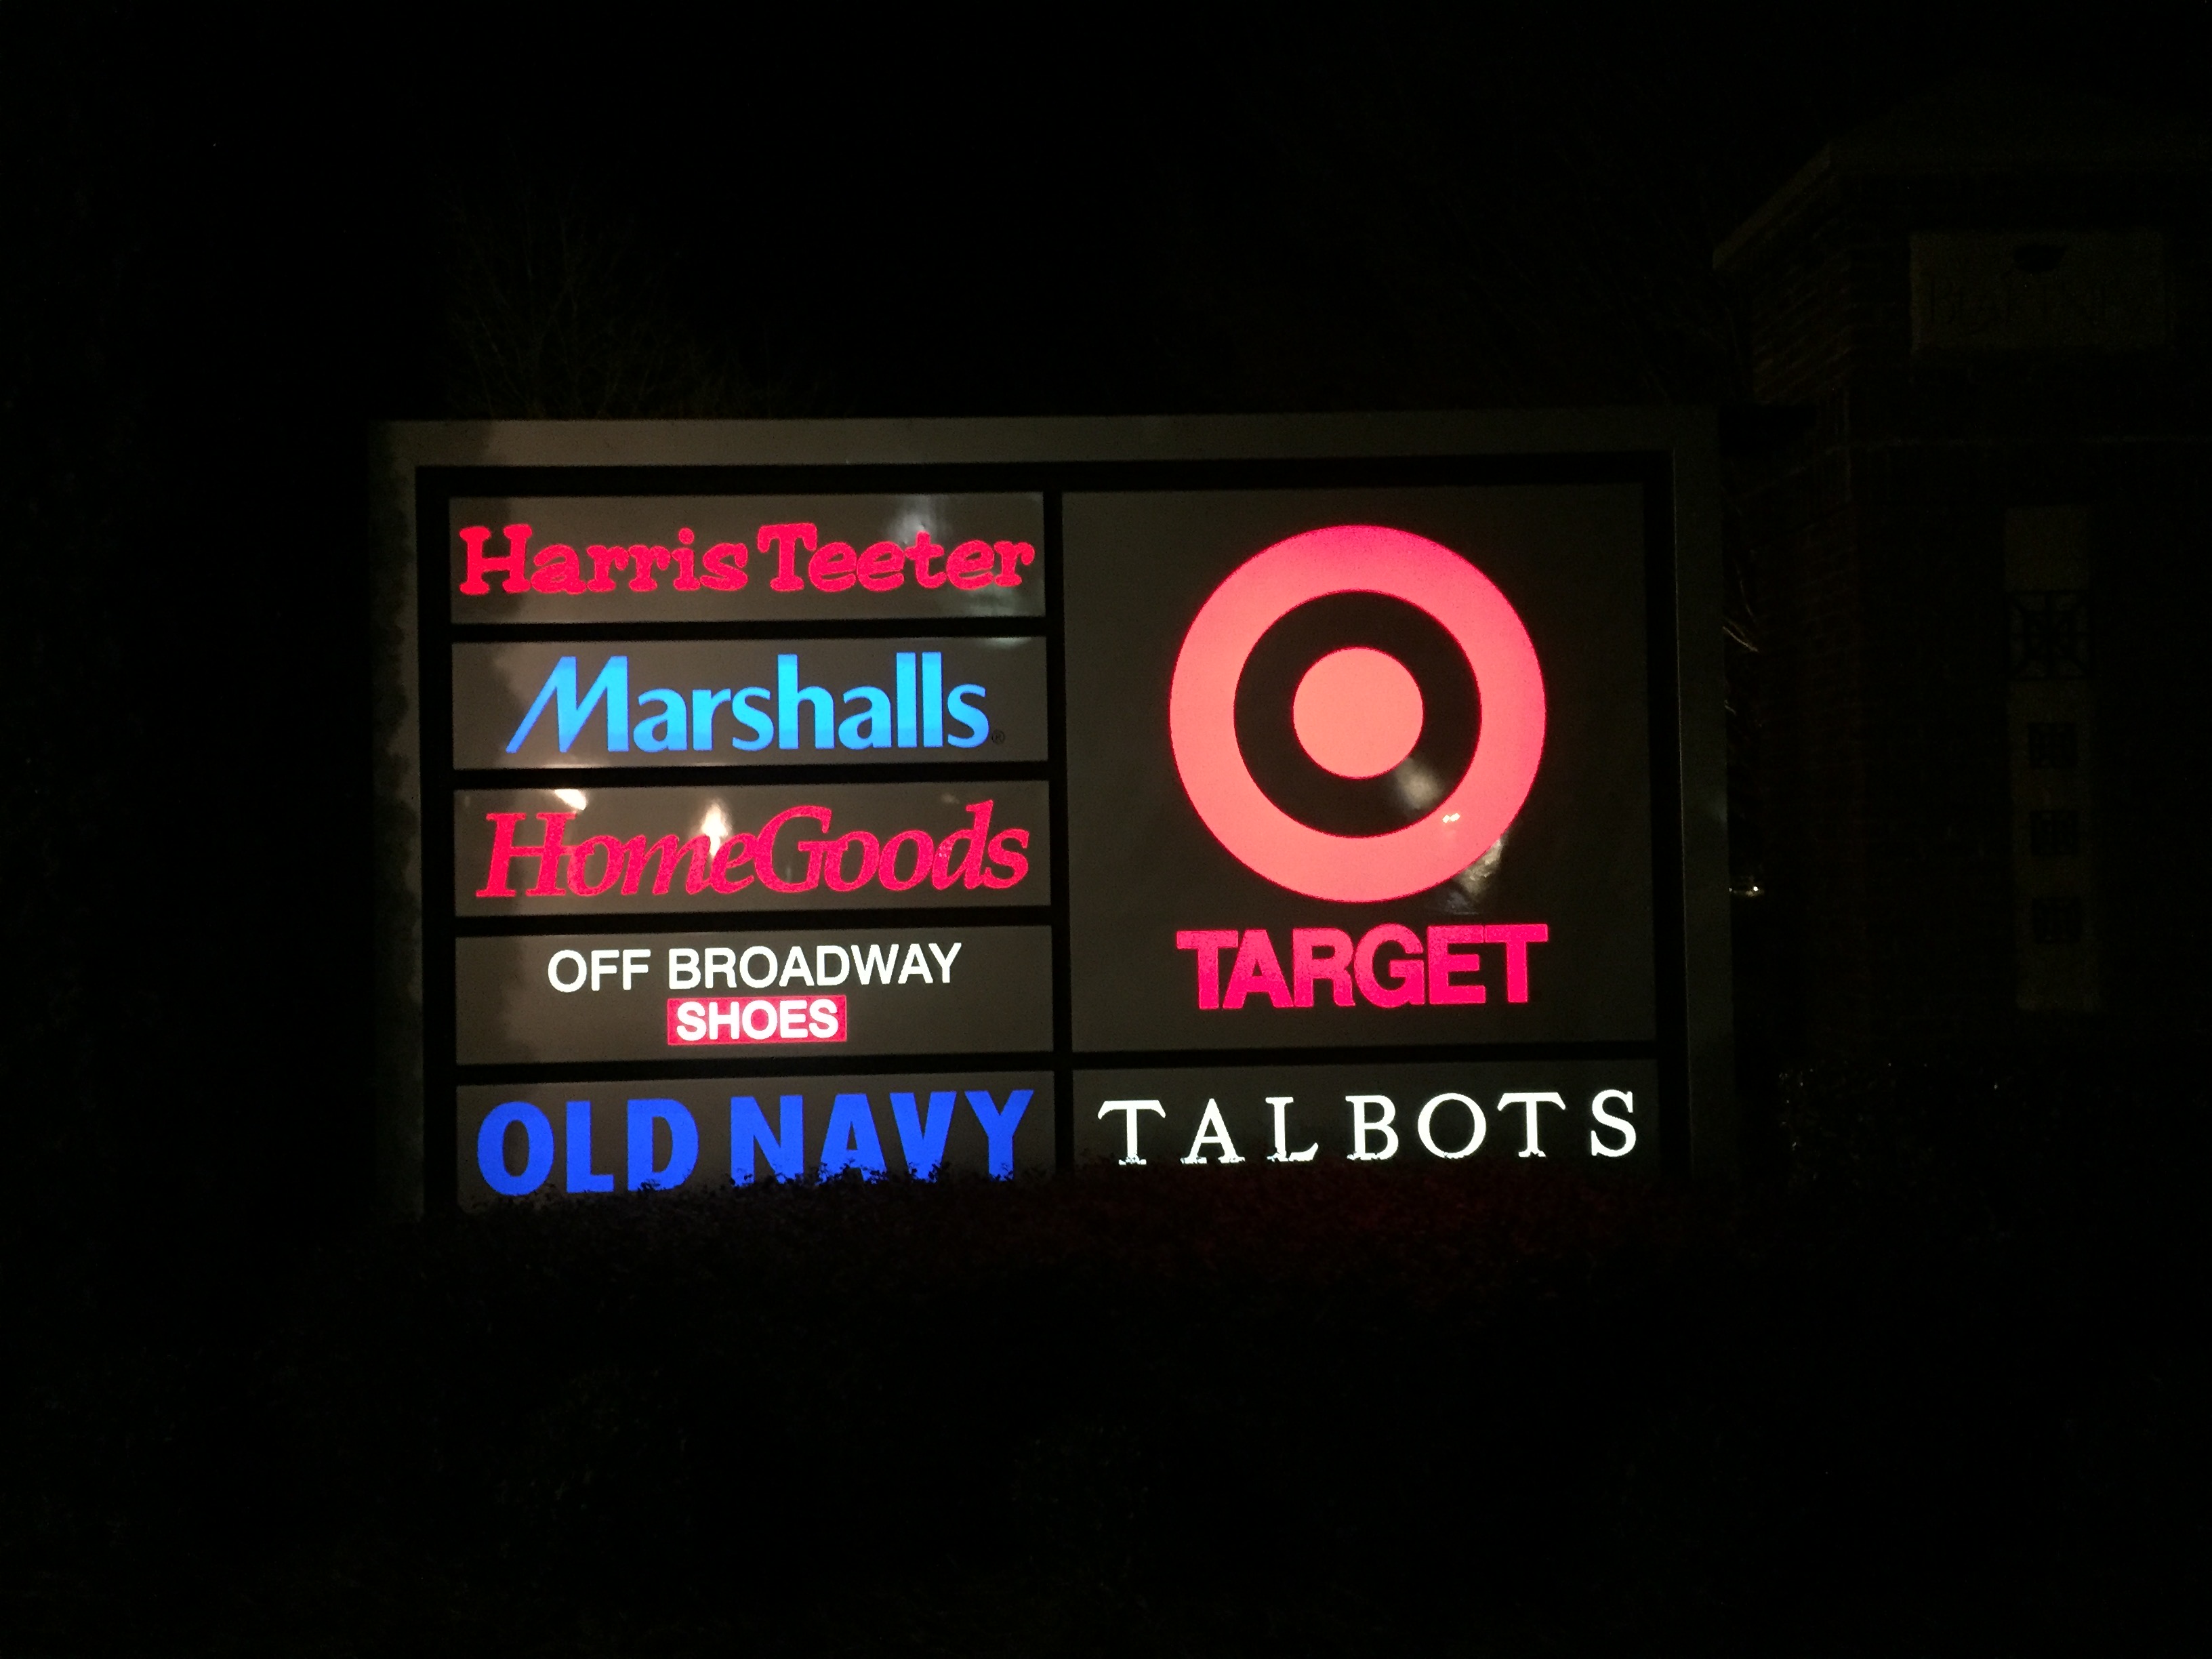 Harris Teeter
Marshalls®
HomeGoods
OFF BROADWAY
SHOES
OLD NAVY
TARGET
TALBOTS